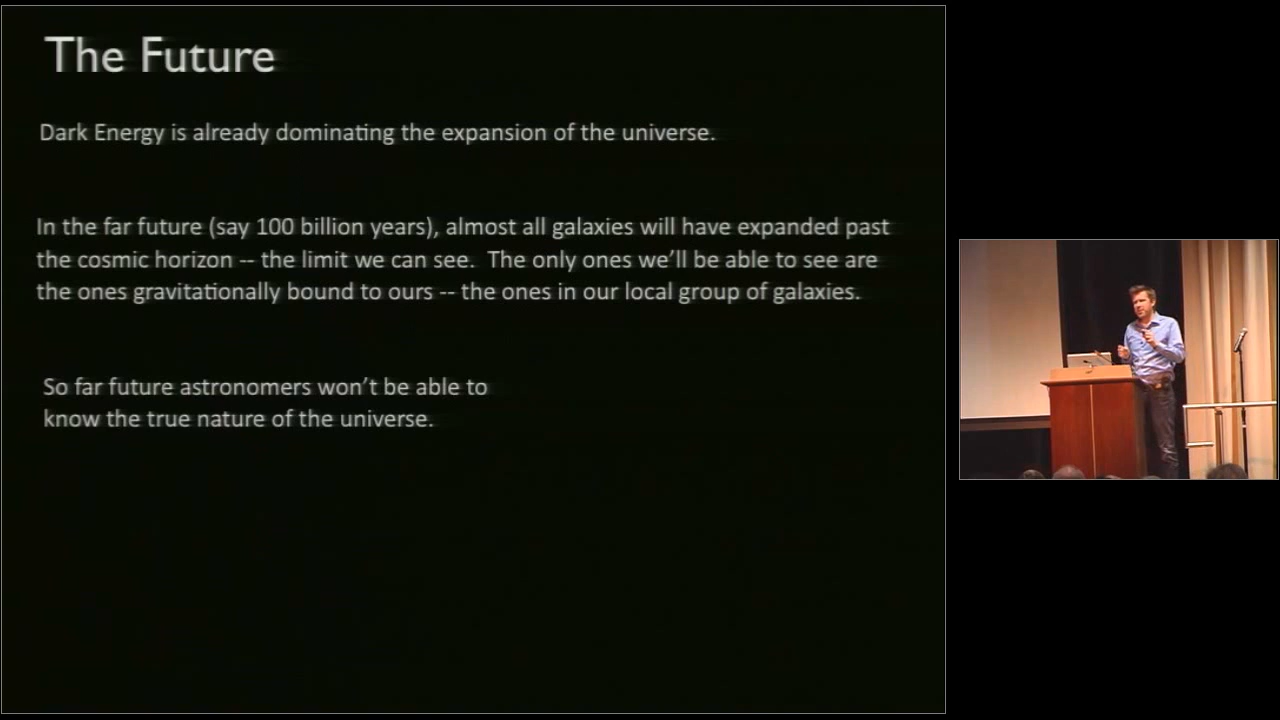 The Future
Dark Energy is already dominating the expansion of the universe.
In the far future (say 100 billion years), almost all galaxies will have expanded past
the cosmic horizon -- the limit we can see.  The only ones we’ll be able to see are
the ones gravitationally bound to ours -- the ones in our local group of galaxies.
So far future astronomers won’t be able to
know the true nature of the universe.